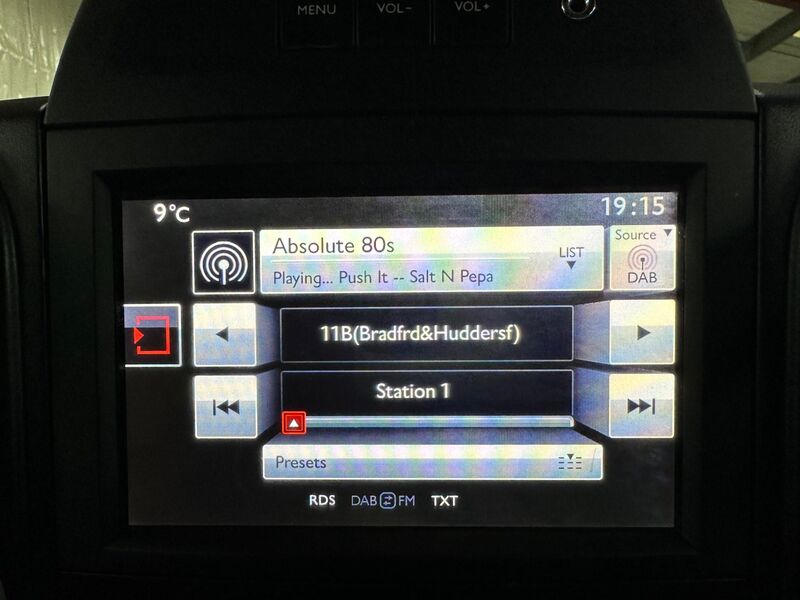 MENU VOL- VOL+
9°C 19:15
Absolute 80s
Playing... Push It -- Salt N Pepa
LIST
Source
DAB
11B(Bradfrd&Huddersf)
Station 1
Presets
RDS DAB FM TXT